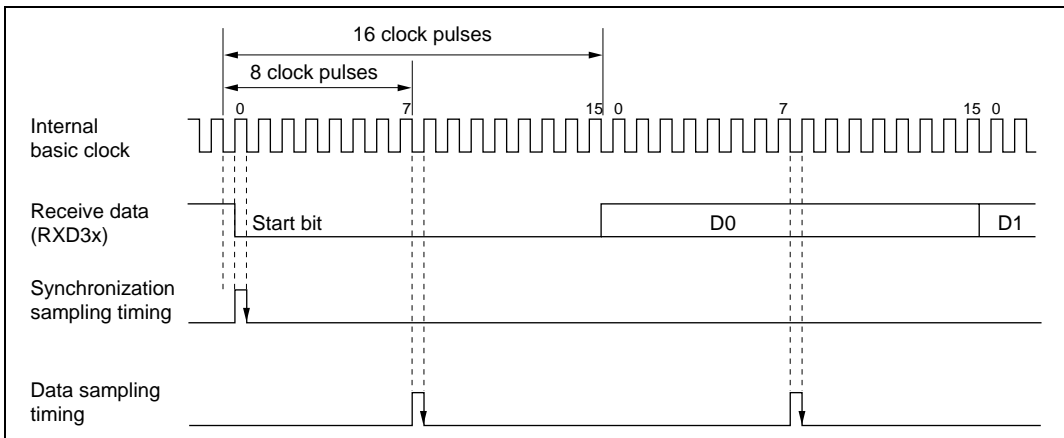 16 clock pulses
8 clock pulses
0 7 15 0 7 15 0
Internal
basic clock
Receive data
(RXD3x)
Start bit D0 D1
Synchronization
sampling timing
Data sampling
timing